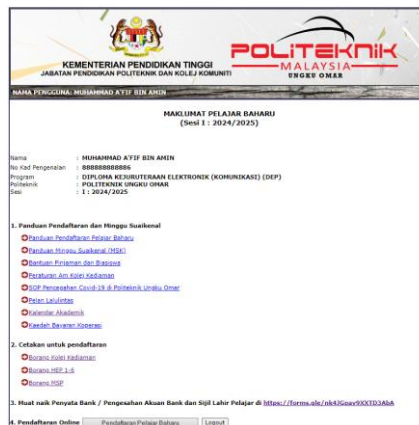 KEMENTERIAN PENDIDIKAN TINGGI
JABATAN PENDIDIKAN POLITEKNIK DAN KOLEJ KOMUNITI
POLITEKNIK
MALAYSIA
UNGKU OMAR
NAMA PENGGUNA: MUHAMMAD A'FIF BIN AMIN
MAKLUMAT PELAJAR BAHARU
(Sesi I : 2024/2025)
Nama : MUHAMMAD A'FIF BIN AMIN
No Kad Pengenalan : 888888888886
Program : DIPLOMA KEJURUTERAAN ELEKTRONIK (KOMUNIKASI) (DEP)
Politeknik : POLITEKNIK UNGKU OMAR
Sesi : I : 2024/2025
1. Panduan Pendaftaran dan Minggu Suaikenal
Panduan Pendaftaran Pelajar Baharu
Panduan Minggu Suaikenal (MSK)
Bantuan Pinjaman dan Biasiswa
Peraturan Am Kolej Kediaman
SOP Pencegahan Covid-19 di Politeknik Ungku Omar
Pelan Lalulintas
Kalendar Akademik
Kaedah Bayaran Koperasi
2. Cetakan untuk pendaftaran
Borang Kolej Kediaman
Borang HEP 1-6
Borang MSP
3. Muat naik Penyata Bank / Pengesahan Akuan Bank dan Sijil Lahir Pelajar di
4. Pendaftaran Online Pendaftaran Pelajar Baharu Logout